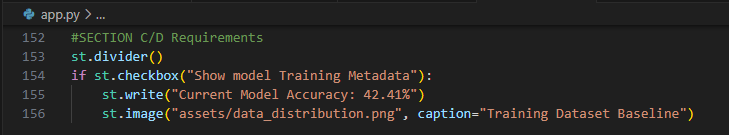 app.py > ...
152 #SECTION C/D Requirements
153 st.divider()
154 if st.checkbox("Show model Training Metadata"):
155 st.write("Current Model Accuracy: 42.41%")
156 st.image("assets/data_distribution.png", caption="Training Dataset Baseline")